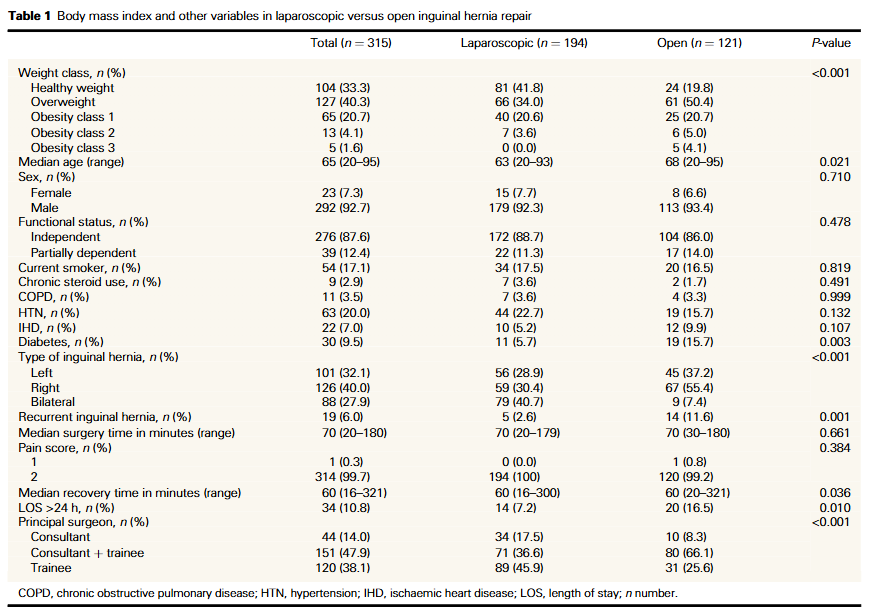 Table 1 Body mass index and other variables in laparoscopic versus open inguinal hernia repair
Total (n = 315) Laparoscopic (n = 194) Open (n = 121) P-value
Weight class, n (%) <0.001
Healthy weight 104 (33.3) 81 (41.8) 24 (19.8)
Overweight 127 (40.3) 66 (34.0) 61 (50.4)
Obesity class 1 65 (20.7) 40 (20.6) 25 (20.7)
Obesity class 2 13 (4.1) 7 (3.6) 6 (5.0)
Obesity class 3 5 (1.6) 0 (0.0) 5 (4.1)
Median age (range) 65 (20–95) 63 (20–93) 68 (20–95) 0.021
Sex, n (%) 0.710
Female 23 (7.3) 15 (7.7) 8 (6.6)
Male 292 (92.7) 179 (92.3) 113 (93.4)
Functional status, n (%) 0.478
Independent 276 (87.6) 172 (88.7) 104 (86.0)
Partially dependent 39 (12.4) 22 (11.3) 17 (14.0)
Current smoker, n (%) 54 (17.1) 34 (17.5) 20 (16.5) 0.819
Chronic steroid use, n (%) 9 (2.9) 7 (3.6) 2 (1.7) 0.491
COPD, n (%) 11 (3.5) 7 (3.6) 4 (3.3) 0.999
HTN, n (%) 63 (20.0) 44 (22.7) 19 (15.7) 0.132
IHD, n (%) 22 (7.0) 10 (5.2) 12 (9.9) 0.107
Diabetes, n (%) 30 (9.5) 11 (5.7) 19 (15.7) 0.003
Type of inguinal hernia, n (%) <0.001
Left 101 (32.1) 56 (28.9) 45 (37.2)
Right 126 (40.0) 59 (30.4) 67 (55.4)
Bilateral 88 (27.9) 79 (40.7) 9 (7.4)
Recurrent inguinal hernia, n (%) 19 (6.0) 5 (2.6) 14 (11.6) 0.001
Median surgery time in minutes (range) 70 (20–180) 70 (20–179) 70 (30–180) 0.661
Pain score, n (%) 0.384
1 1 (0.3) 0 (0.0) 1 (0.8)
2 314 (99.7) 194 (100) 120 (99.2)
Median recovery time in minutes (range) 60 (16–321) 60 (16–300) 60 (20–321) 0.036
LOS >24 h, n (%) 34 (10.8) 14 (7.2) 20 (16.5) 0.010
Principal surgeon, n (%) <0.001
Consultant 44 (14.0) 34 (17.5) 10 (8.3)
Consultant + trainee 151 (47.9) 71 (36.6) 80 (66.1)
Trainee 120 (38.1) 89 (45.9) 31 (25.6)
COPD, chronic obstructive pulmonary disease; HTN, hypertension; IHD, ischaemic heart disease; LOS, length of stay; n number.